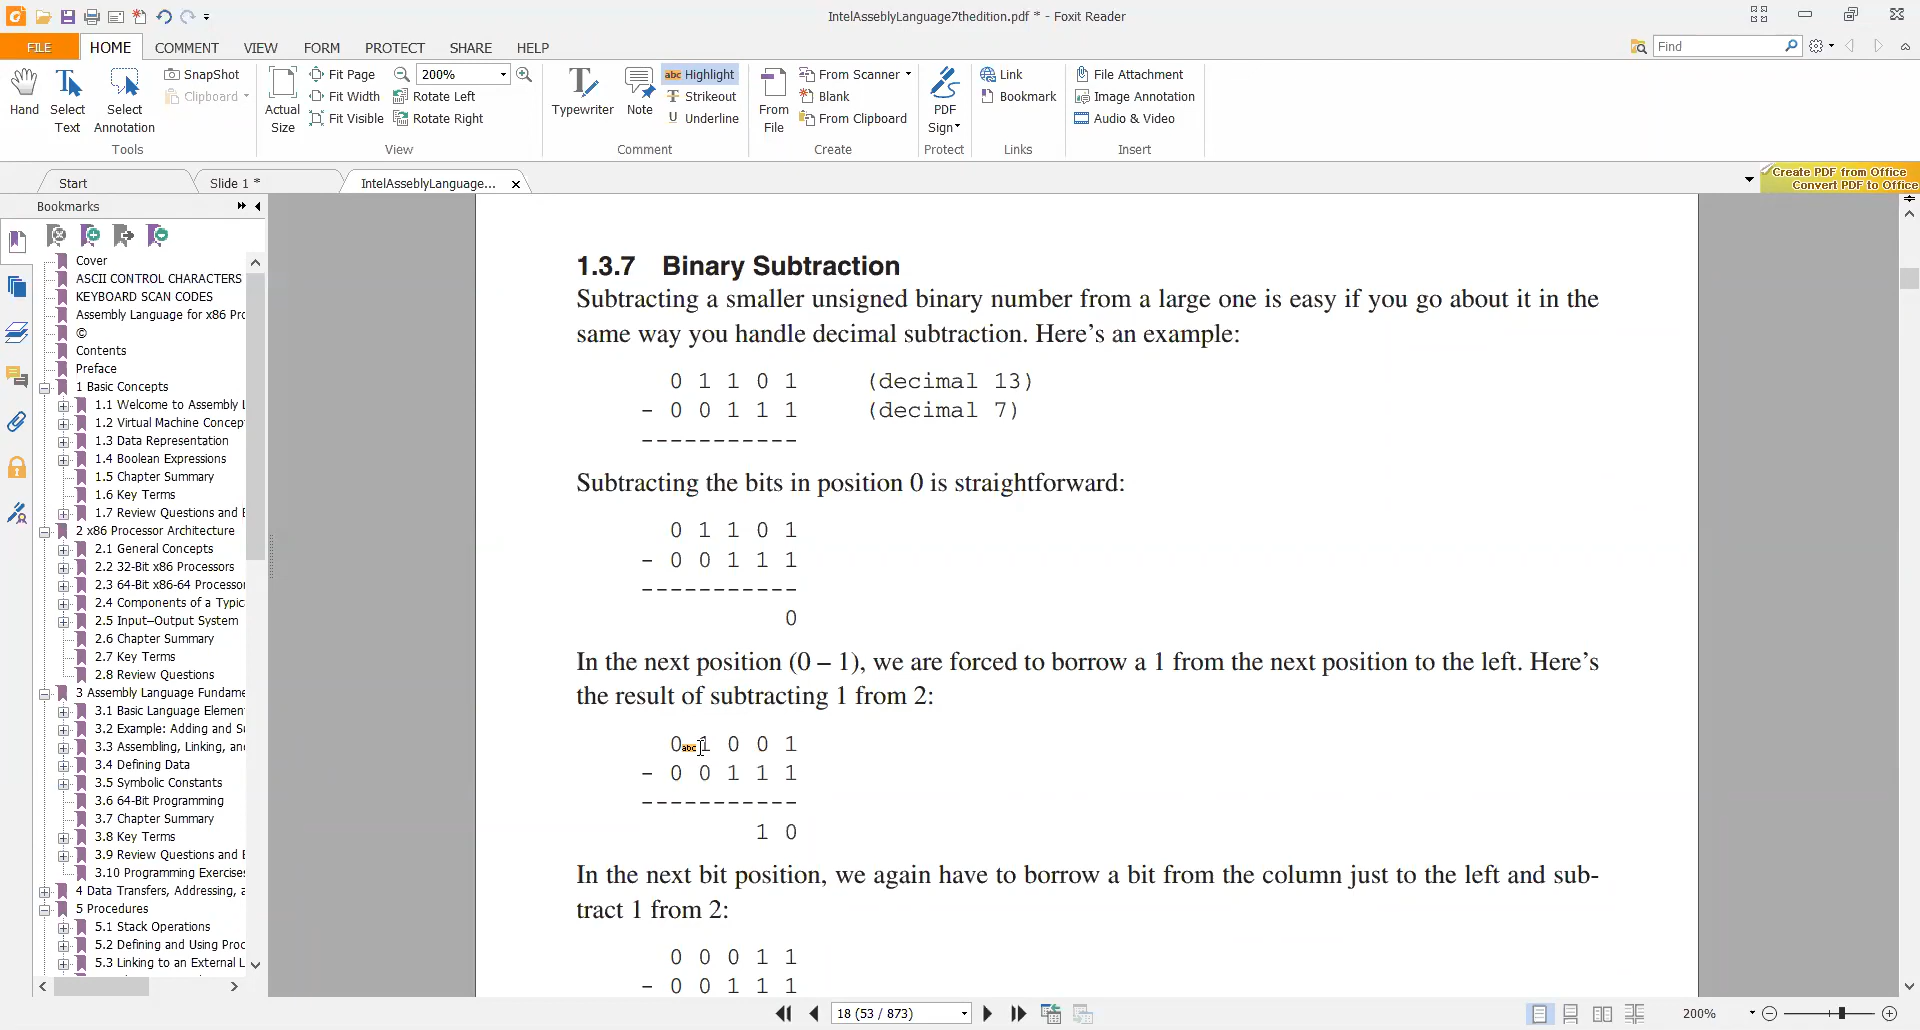 IntelAsseblyLanguage7thedition.pdf * - Foxit Reader
FILE HOME COMMENT VIEW FORM PROTECT SHARE HELP Find
Hand
Select Text
Select Annotation
SnapShot
Clipboard
Tools
Actual Size
Fit Page
Fit Width
Fit Visible
200%
Rotate Left
Rotate Right
View
Typewriter
Note
abc Highlight
Strikeout
Underline
Comment
From File
From Scanner
Blank
From Clipboard
Create
PDF Sign
Protect
Link
Bookmark
Links
File Attachment
Image Annotation
Audio & Video
Insert
Start Slide 1 * IntelAsseblyLanguage...
Create PDF from Office
Convert PDF to Office
Bookmarks
Cover
ASCII CONTROL CHARACTERS
KEYBOARD SCAN CODES
Assembly Language for x86 Prc
©
Contents
Preface
1 Basic Concepts
1.1 Welcome to Assembly L
1.2 Virtual Machine Concep
1.3 Data Representation
1.4 Boolean Expressions
1.5 Chapter Summary
1.6 Key Terms
1.7 Review Questions and E
2 x86 Processor Architecture
2.1 General Concepts
2.2 32-Bit x86 Processors
2.3 64-Bit x86-64 Processor
2.4 Components of a Typic
2.5 Input–Output System
2.6 Chapter Summary
2.7 Key Terms
2.8 Review Questions
3 Assembly Language Fundame
3.1 Basic Language Elemen
3.2 Example: Adding and Su
3.3 Assembling, Linking, and
3.4 Defining Data
3.5 Symbolic Constants
3.6 64-Bit Programming
3.7 Chapter Summary
3.8 Key Terms
3.9 Review Questions and E
3.10 Programming Exercises
4 Data Transfers, Addressing, a
5 Procedures
5.1 Stack Operations
5.2 Defining and Using Proc
5.3 Linking to an External L
1.3.7 Binary Subtraction
Subtracting a smaller unsigned binary number from a large one is easy if you go about it in the
same way you handle decimal subtraction. Here’s an example:
0 1 1 0 1 (decimal 13)
- 0 0 1 1 1 (decimal 7)
-----------
Subtracting the bits in position 0 is straightforward:
0 1 1 0 1
- 0 0 1 1 1
-----------
0
In the next position (0 – 1), we are forced to borrow a 1 from the next position to the left. Here’s
the result of subtracting 1 from 2:
0 1 0 0 1
- 0 0 1 1 1
-----------
1 0
In the next bit position, we again have to borrow a bit from the column just to the left and sub-
tract 1 from 2:
0 0 0 1 1
- 0 0 1 1 1
18 (53 / 873)
200%